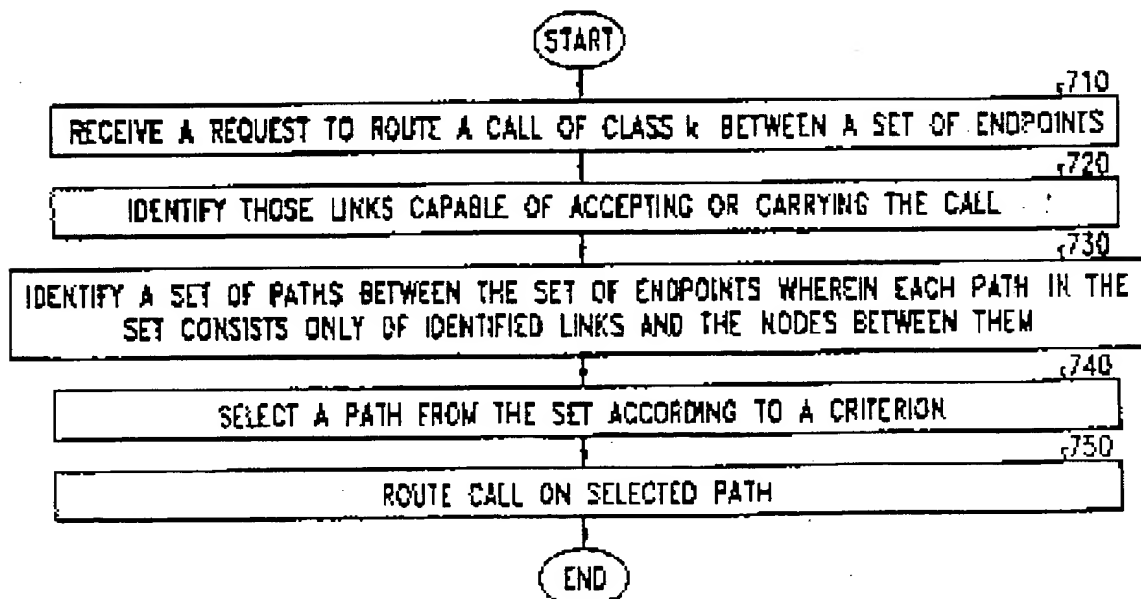 START
710
RECEIVE A REQUEST TO ROUTE A CALL OF CLASS k BETWEEN A SET OF ENDPOINTS
720
IDENTIFY THOSE LINKS CAPABLE OF ACCEPTING OR CARRYING THE CALL
730
IDENTIFY A SET OF PATHS BETWEEN THE SET OF ENDPOINTS WHEREIN EACH PATH IN THE
SET CONSISTS ONLY OF IDENTIFIED LINKS AND THE NODES BETWEEN THEM
740
SELECT A PATH FROM THE SET ACCORDING TO A CRITERION
750
ROUTE CALL ON SELECTED PATH
END